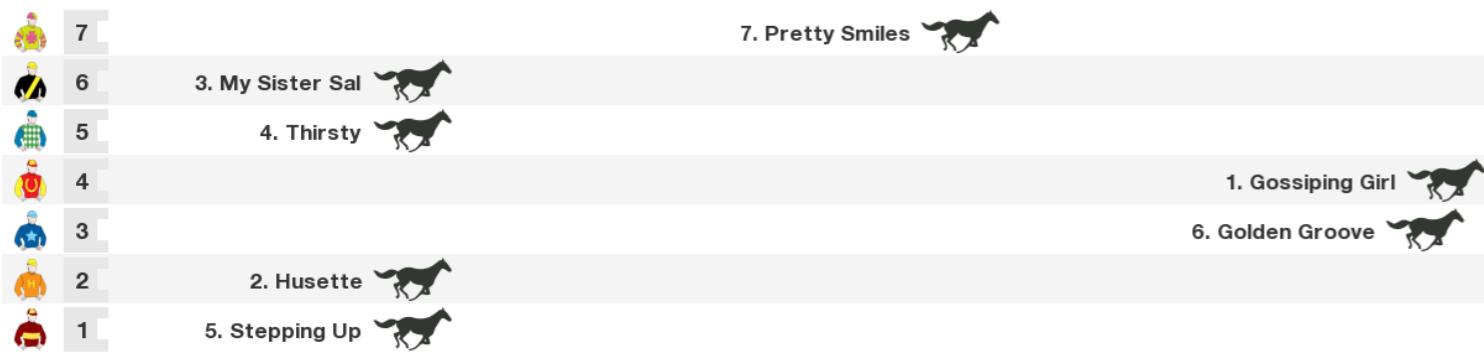 7 7. Pretty Smiles
6 3. My Sister Sal
5 4. Thirsty
4 1. Gossiping Girl
3 6. Golden Groove
H 2 2. Husette
1 5. Stepping Up